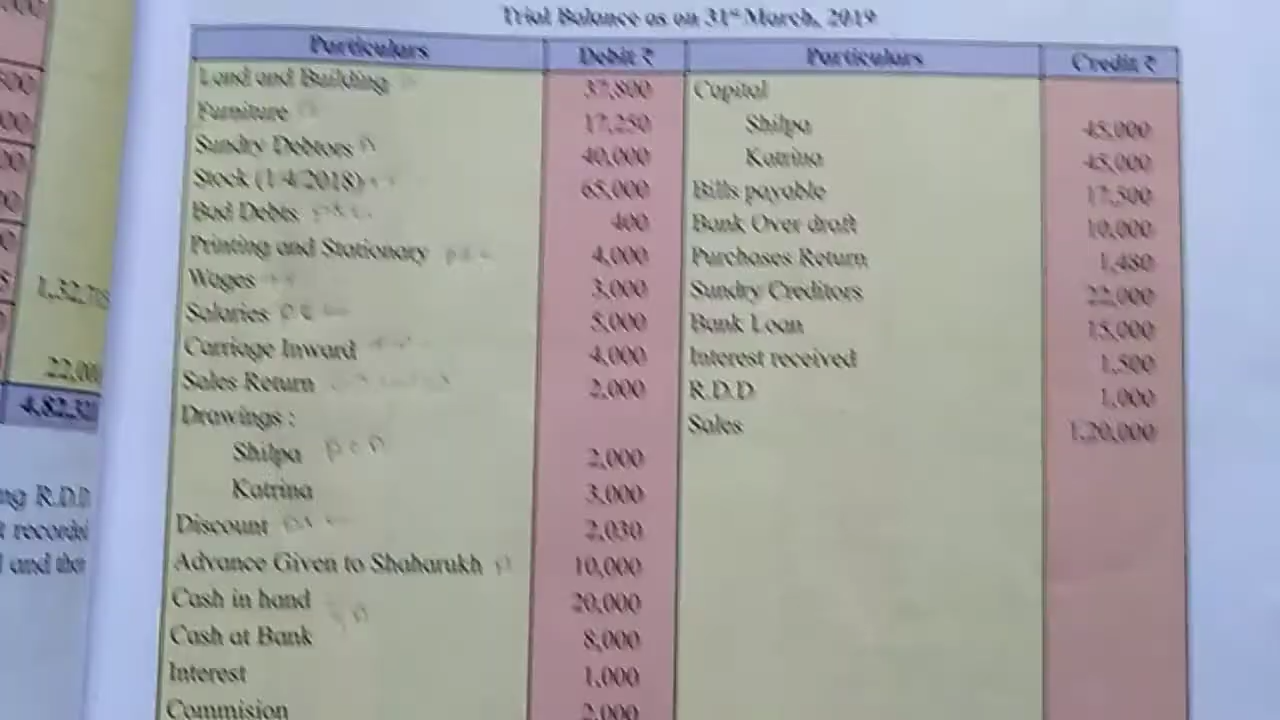 Trial Balance as on 31st March, 2019
Particulars Debit ₹ Particulars Credit ₹
Land and Building 37,800 Capital
Furniture 17,250 Shilpa 45,000
Sundry Debtors 40,000 Katrina 45,000
Stock (1/4/2018) 65,000 Bills payable 17,500
Bad Debts 400 Bank Over draft 10,000
Printing and Stationary 4,000 Purchases Return 1,480
Wages 3,000 Sundry Creditors 22,000
Salaries 5,000 Bank Loan 15,000
Carriage Inward 4,000 Interest received 1,500
Sales Return 2,000 R.D.D. 1,000
Drawings : Sales 1,20,000
Shilpa 2,000
Katrina 3,000
Discount 2,030
Advance Given to Shaharukh 10,000
Cash in hand 20,000
Cash at Bank 8,000
Interest 1,000
Commision 2,000
22,00
R.D.D.
and the